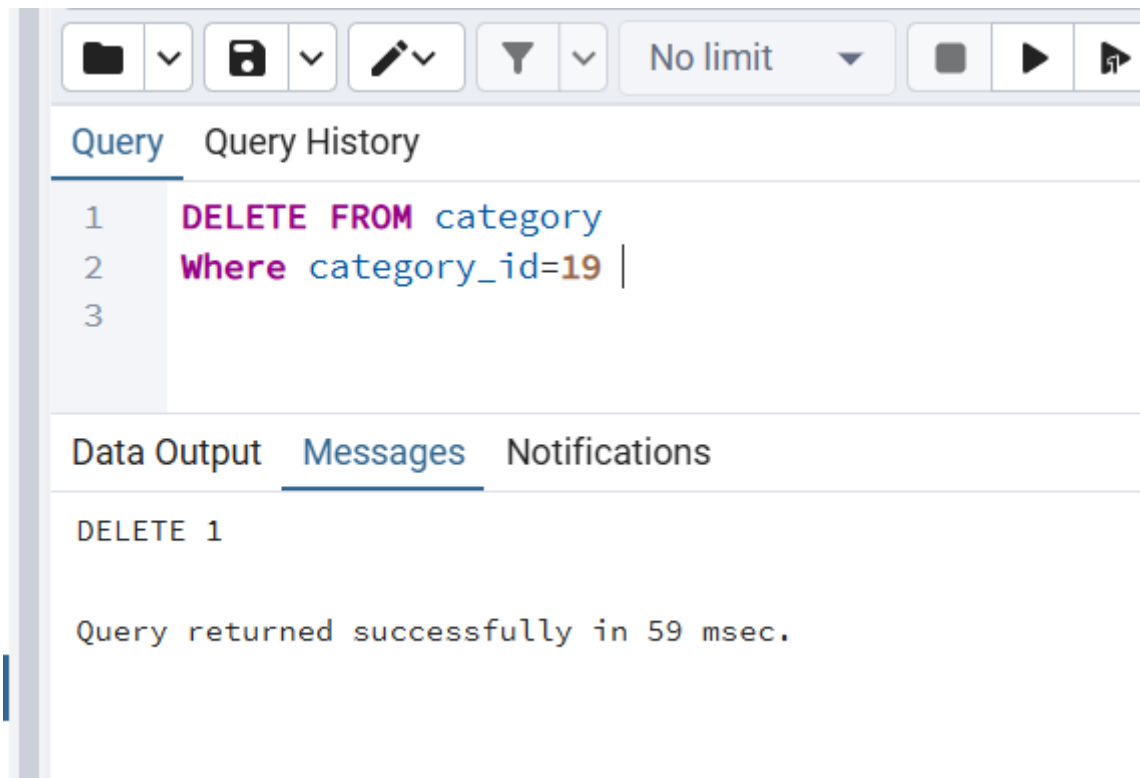 No limit
Query Query History
1 DELETE FROM category
2 Where category_id=19
3
Data Output Messages Notifications
DELETE 1
Query returned successfully in 59 msec.